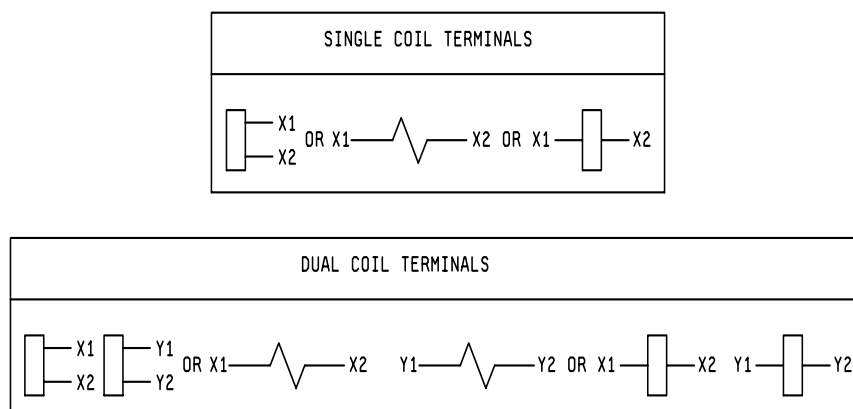 SINGLE COIL TERMINALS
X1
X2
OR X1 X2 OR X1 X2
DUAL COIL TERMINALS
X1 Y1
X2 Y2
OR X1 X2 Y1 Y2 OR X1 X2 Y1 Y2